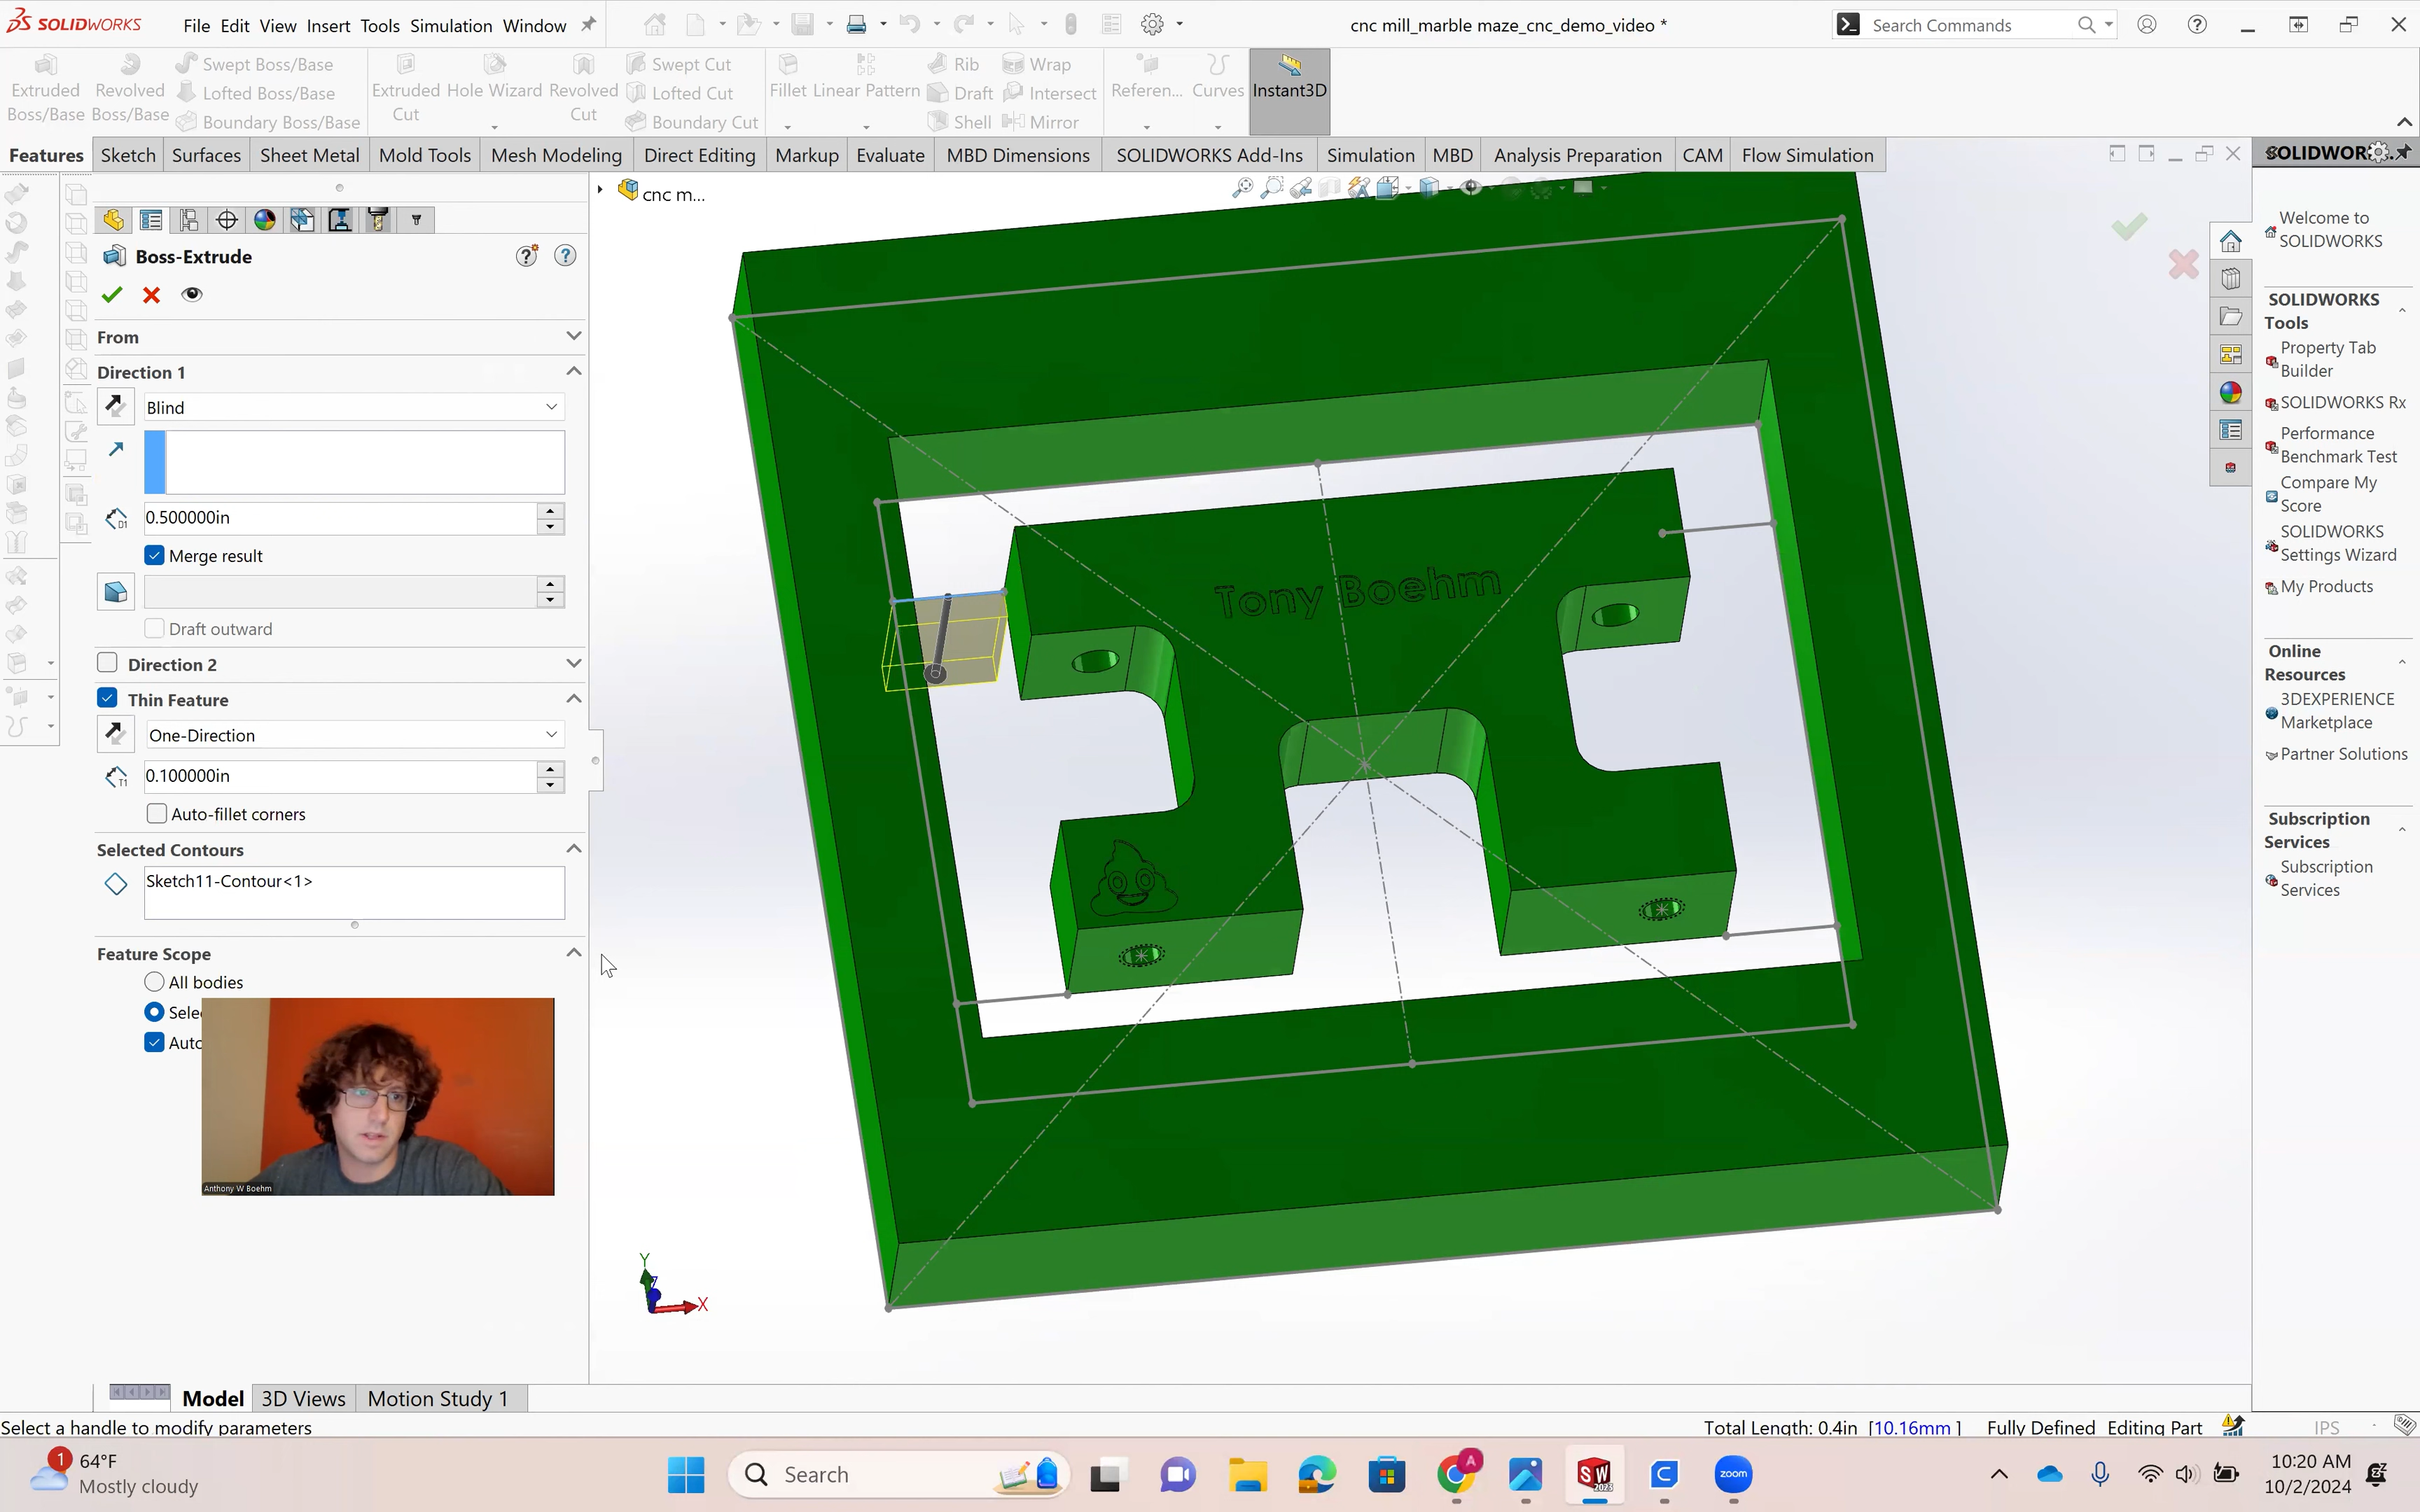 SOLIDWORKS
File Edit View Insert Tools Simulation Window
cnc mill_marble maze_cnc_demo_video *
Search Commands
Extruded Boss/Base
Revolved Boss/Base
Swept Boss/Base
Lofted Boss/Base
Boundary Boss/Base
Extruded Cut
Hole Wizard
Revolved Cut
Swept Cut
Lofted Cut
Boundary Cut
Fillet
Linear Pattern
Rib
Draft
Shell
Wrap
Intersect
Mirror
Referen...
Curves
Instant3D
Features Sketch Surfaces Sheet Metal Mold Tools Mesh Modeling Direct Editing Markup Evaluate MBD Dimensions SOLIDWORKS Add-Ins Simulation MBD Analysis Preparation CAM Flow Simulation
cnc m...
Boss-Extrude
From
Direction 1
Blind
D1
0.500000in
Merge result
Draft outward
Direction 2
Thin Feature
One-Direction
T1
0.100000in
Auto-fillet corners
Selected Contours
Sketch11-Contour<1>
Feature Scope
All bodies
Sele
Auto
Anthony W Boehm
Tony Boehm
Y
Z
X
Welcome to
SOLIDWORKS
SOLIDWORKS
Tools
Property Tab
Builder
SOLIDWORKS Rx
Performance
Benchmark Test
Compare My
Score
SOLIDWORKS
Settings Wizard
My Products
Online
Resources
3DEXPERIENCE
Marketplace
Partner Solutions
Subscription
Services
Subscription
Services
Model 3D Views Motion Study 1
Select a handle to modify parameters
Total Length: 0.4in [10.16mm ] Fully Defined Editing Part IPS -
1
64°F
Mostly cloudy
Search
A
SW
2023
C
zoom
10:20 AM
10/2/2024